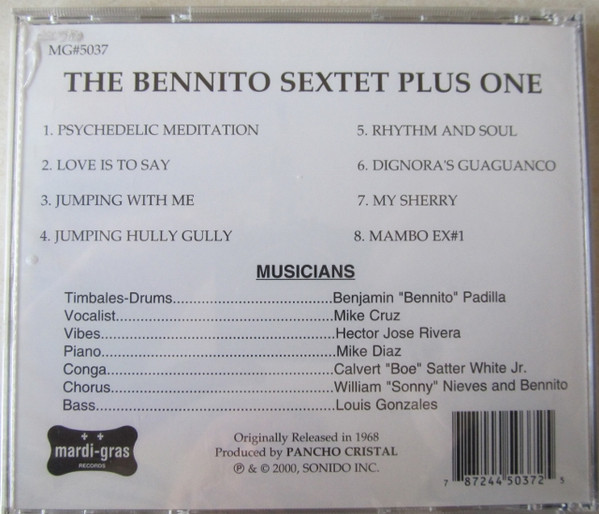 MG#5037
THE BENNITO SEXTET PLUS ONE
1. PSYCHEDELIC MEDITATION
2. LOVE IS TO SAY
3. JUMPING WITH ME
4. JUMPING HULLY GULLY
5. RHYTHM AND SOUL
6. DIGNORA'S GUAGUANCO
7. MY SHERRY
8. MAMBO EX#1
MUSICIANS
Timbales-Drums..............................Benjamin "Bennito" Padilla
Vocalist.........................................Mike Cruz
Vibes.............................................Hector Jose Rivera
Piano.............................................Mike Diaz
Conga...........................................Calvert "Boe" Satter White Jr.
Chorus..........................................William "Sonny" Nieves and Bennito
Bass..............................................Louis Gonzales
mardi-gras
RECORDS
Originally Released in 1968
Produced by PANCHO CRISTAL
℗ & © 2000, SONIDO INC.
7 87244 50372 5